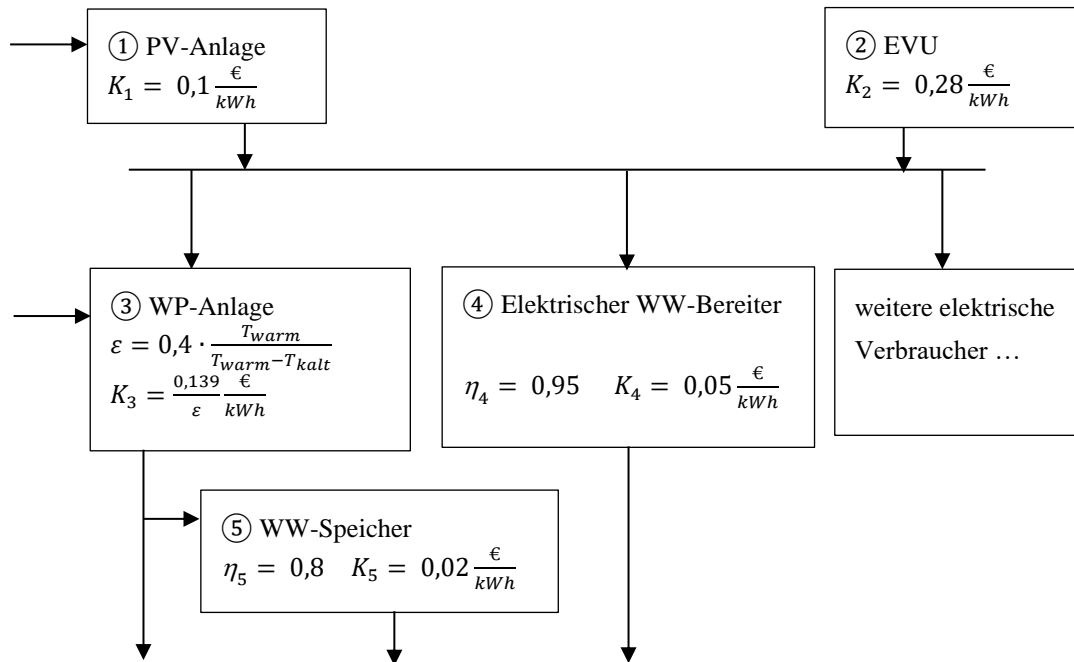 ① PV-Anlage
K₁ = 0,1 €/kWh
② EVU
K₂ = 0,28 €/kWh
③ WP-Anlage
ε = 0,4 · T_warm/(T_warm−T_kalt)
K₃ = 0,139/ε €/kWh
④ Elektrischer WW-Bereiter
η₄ = 0,95 K₄ = 0,05 €/kWh
weitere elektrische
Verbraucher …
⑤ WW-Speicher
η₅ = 0,8 K₅ = 0,02 €/kWh